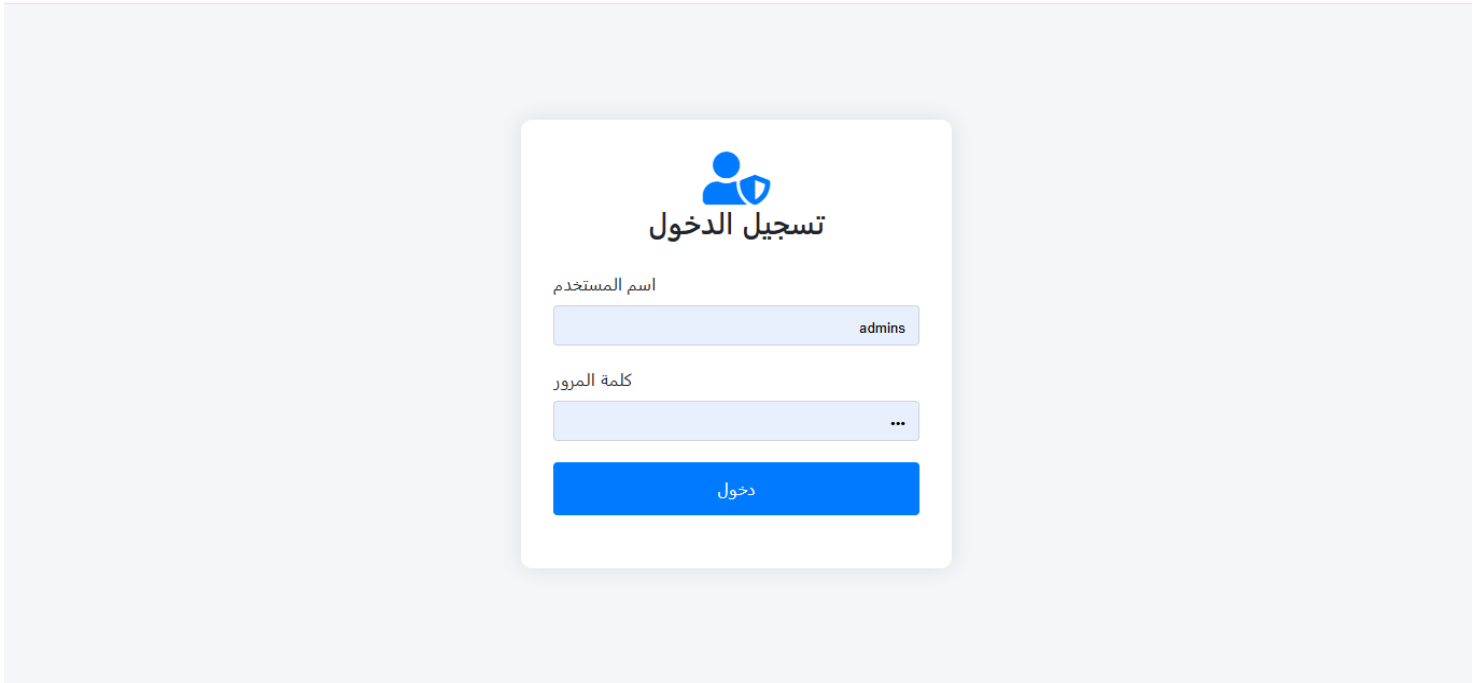 تسجيل الدخول
اسم المستخدم
admins
كلمة المرور
•••
دخول